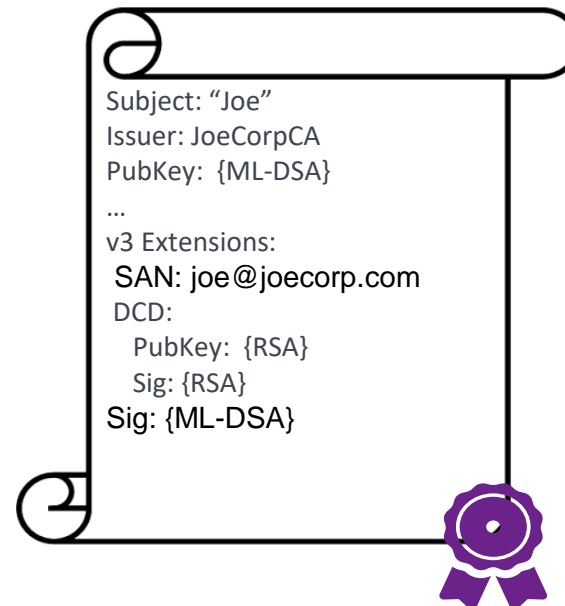 Subject: “Joe”
Issuer: JoeCorpCA
PubKey: {ML-DSA}
…
v3 Extensions:
SAN: joe@joecorp.com
DCD:
PubKey: {RSA}
Sig: {RSA}
Sig: {ML-DSA}